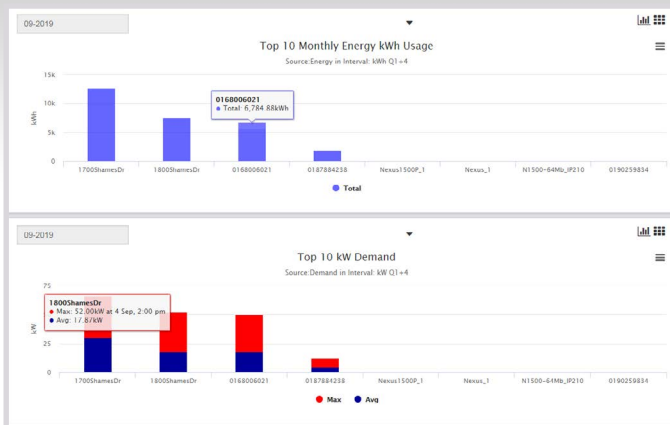 09-2019
Top 10 Monthly Energy kWh Usage
Source:Energy in Interval: kWh Q1+4
15k
10k
5k
0
kWh
0168006021
Total: 6,784.88kWh
1700ShamesDr 1800ShamesDr 0168006021 0187884238 Nexus1500P_1 Nexus_1 N1500-64Mb_IP210 0190259834
Total
09-2019
Top 10 kW Demand
Source:Demand in Interval: kW Q1+4
75
25
0
kW
1800ShamesDr
Max: 52.00kW at 4 Sep, 2:00 pm
Avg: 17.87kW
1700ShamesDr 1800ShamesDr 0168006021 0187884238 Nexus1500P_1 Nexus_1 N1500-64Mb_IP210 0190259834
Max Avg